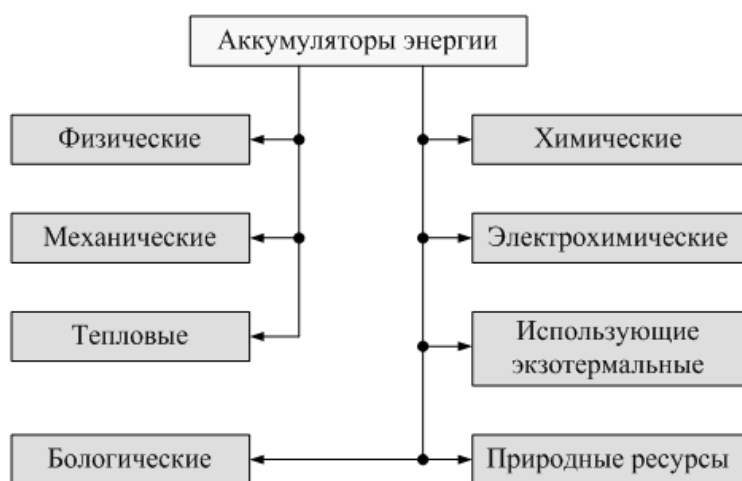 Аккумуляторы энергии
Физические
Химические
Механические
Электрохимические
Тепловые
Использующие
экзотермальные
Бологические
Природные ресурсы